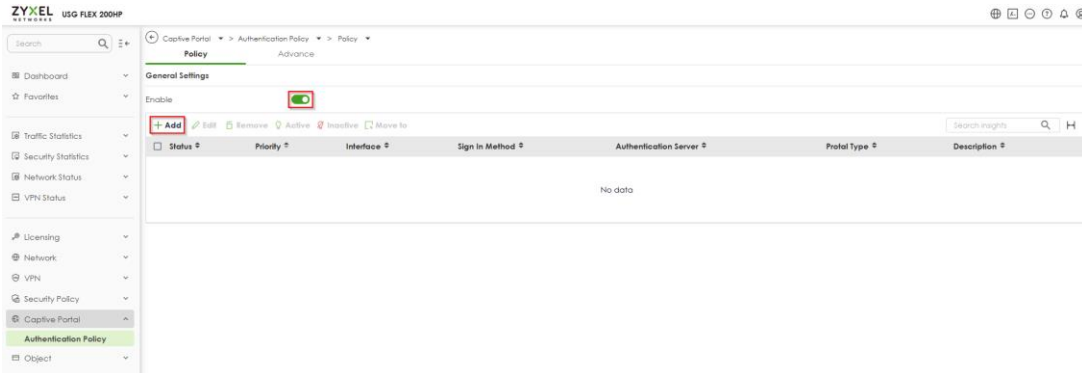 ZYXEL
NETWORKS
USG FLEX 200HP
Search
Captive Portal > Authentication Policy > Policy
Policy Advance
Dashboard
Favorites
Traffic Statistics
Security Statistics
Network Status
VPN Status
Licensing
Network
VPN
Security Policy
Captive Portal
Authentication Policy
Object
General Settings
Enable
+ Add Edit Remove Active Inactive Move to
Search insights
Status Priority Interface Sign In Method Authentication Server Protal Type Description
No data